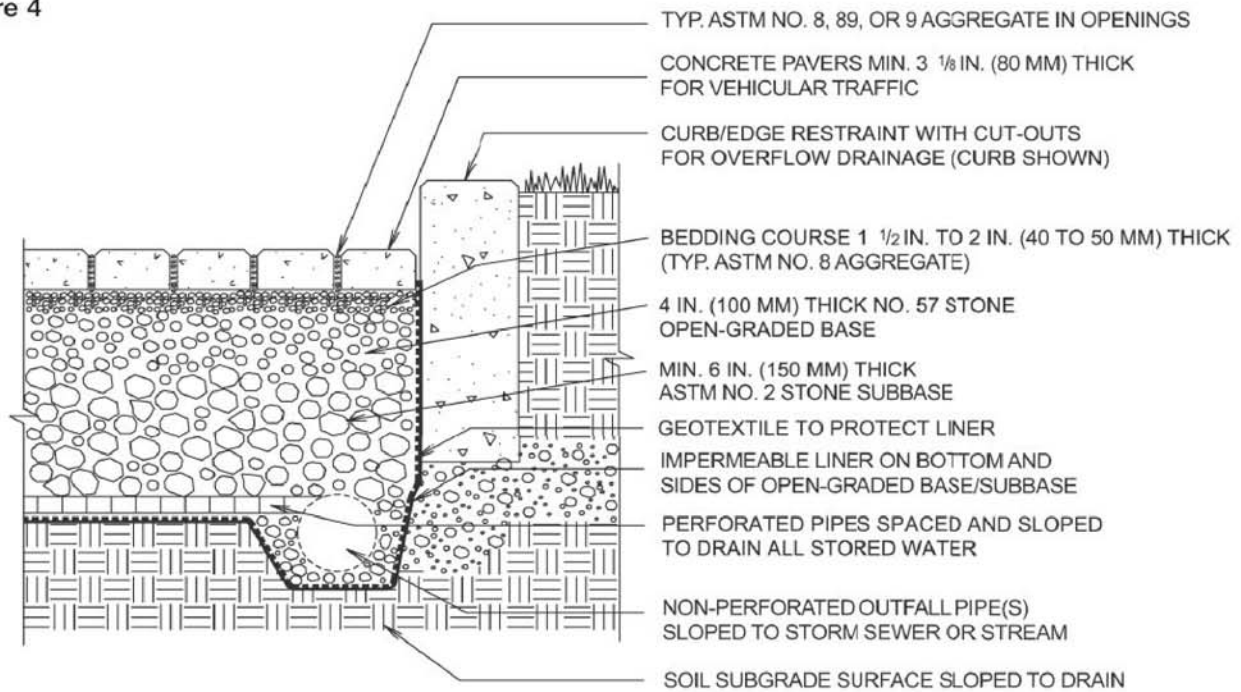 re 4
TYP. ASTM NO. 8, 89, OR 9 AGGREGATE IN OPENINGS
CONCRETE PAVERS MIN. 3 1/8 IN. (80 MM) THICK
FOR VEHICULAR TRAFFIC
CURB/EDGE RESTRAINT WITH CUT-OUTS
FOR OVERFLOW DRAINAGE (CURB SHOWN)
BEDDING COURSE 1 1/2 IN. TO 2 IN. (40 TO 50 MM) THICK
(TYP. ASTM NO. 8 AGGREGATE)
4 IN. (100 MM) THICK NO. 57 STONE
OPEN-GRADED BASE
MIN. 6 IN. (150 MM) THICK
ASTM NO. 2 STONE SUBBASE
GEOTEXTILE TO PROTECT LINER
IMPERMEABLE LINER ON BOTTOM AND
SIDES OF OPEN-GRADED BASE/SUBBASE
PERFORATED PIPES SPACED AND SLOPED
TO DRAIN ALL STORED WATER
NON-PERFORATED OUTFALL PIPE(S)
SLOPED TO STORM SEWER OR STREAM
SOIL SUBGRADE SURFACE SLOPED TO DRAIN